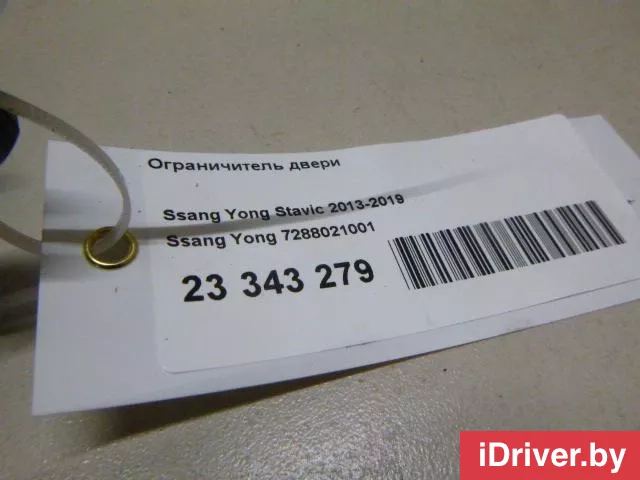 Ограничитель двери
Ssang Yong Stavic 2013-2019
Ssang Yong 7288021001
23 343 279
iDriver.by